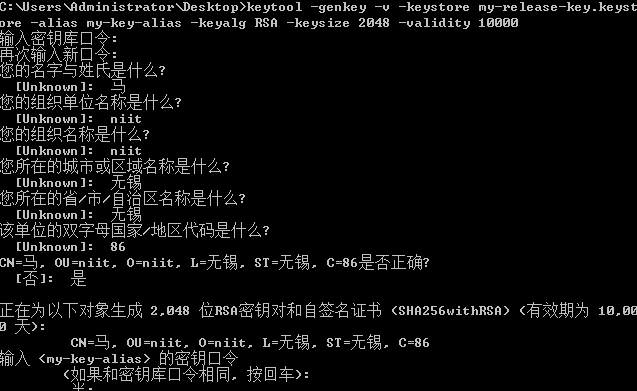 C:\Users\Administrator\Desktop>keytool -genkey -v -keystore my-release-key.keyst
ore -alias my-key-alias -keyalg RSA -keysize 2048 -validity 10000
输入密钥库口令:
再次输入新口令:
您的名字与姓氏是什么?
[Unknown]: 马
您的组织单位名称是什么?
[Unknown]: niit
您的组织名称是什么?
[Unknown]: niit
您所在的城市或区域名称是什么?
[Unknown]: 无锡
您所在的省/市/自治区名称是什么?
[Unknown]: 无锡
该单位的双字母国家/地区代码是什么?
[Unknown]: 86
CN=马, OU=niit, O=niit, L=无锡, ST=无锡, C=86是否正确?
[否]: 是
正在为以下对象生成 2,048 位RSA密钥对和自签名证书 (SHA256withRSA) (有效期为 10,00
0 天):
CN=马, OU=niit, O=niit, L=无锡, ST=无锡, C=86
输入 <my-key-alias> 的密钥口令
(如果和密钥库口令相同, 按回车):